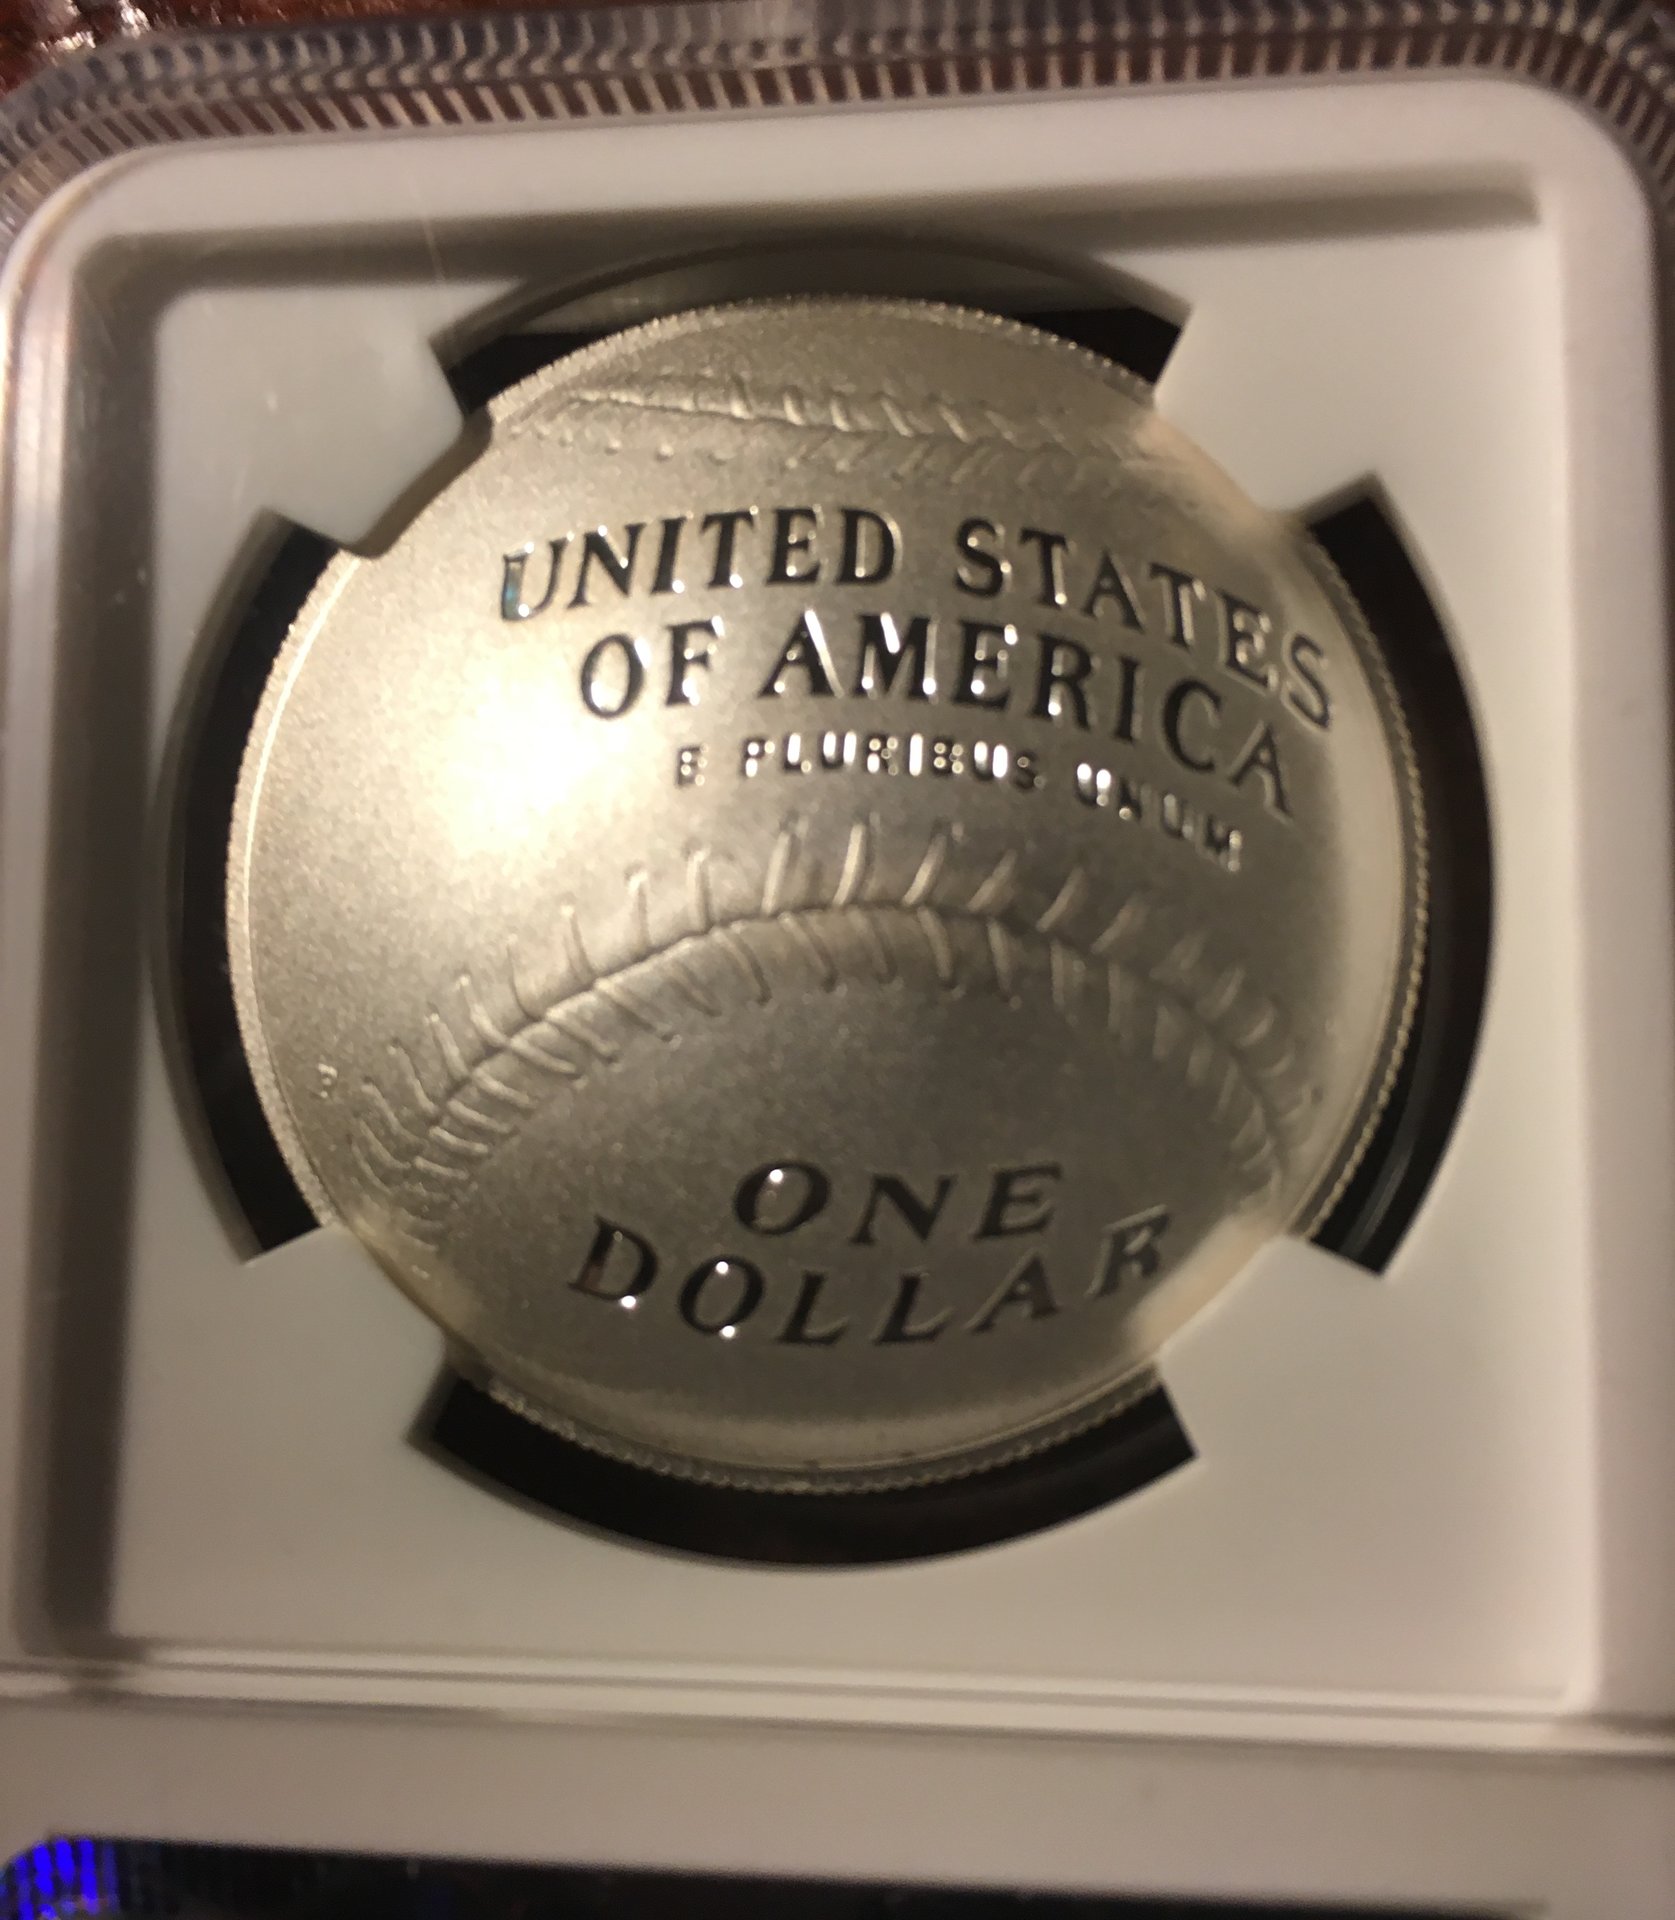 UNITED STATES
OF AMERICA
E PLURIBUS UNUM
P
ONE
DOLLAR